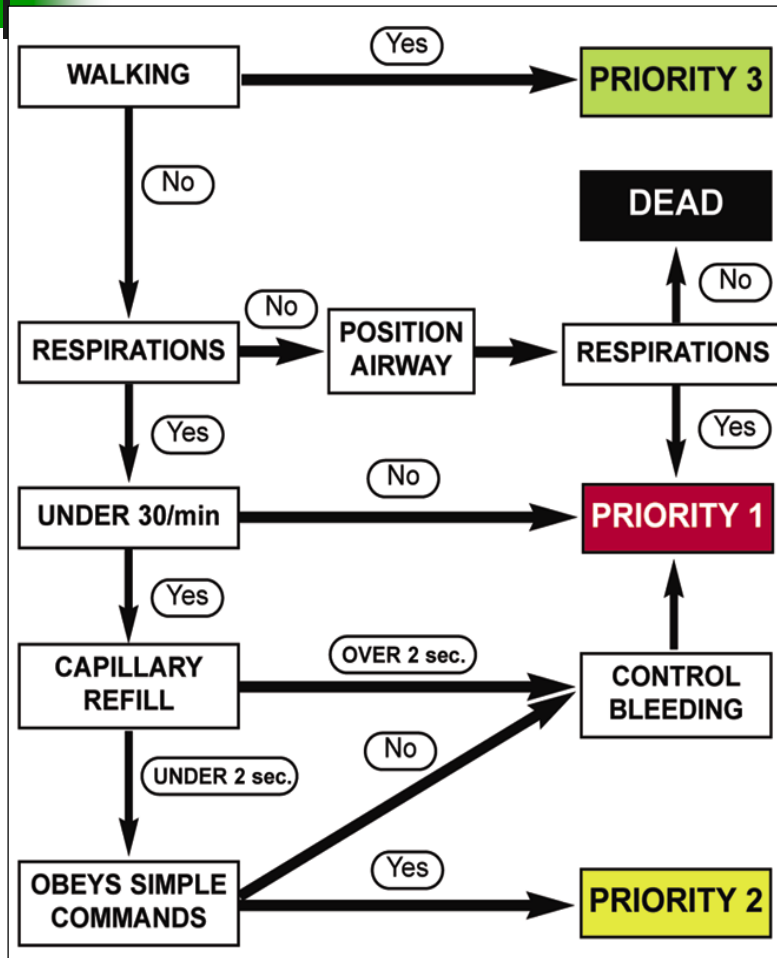 WALKING
Yes
PRIORITY 3
No
DEAD
No
No
RESPIRATIONS
POSITION
AIRWAY
RESPIRATIONS
Yes
Yes
UNDER 30/min
No
PRIORITY 1
Yes
CAPILLARY
REFILL
OVER 2 sec.
CONTROL
BLEEDING
No
UNDER 2 sec.
OBEYS SIMPLE
COMMANDS
Yes
PRIORITY 2